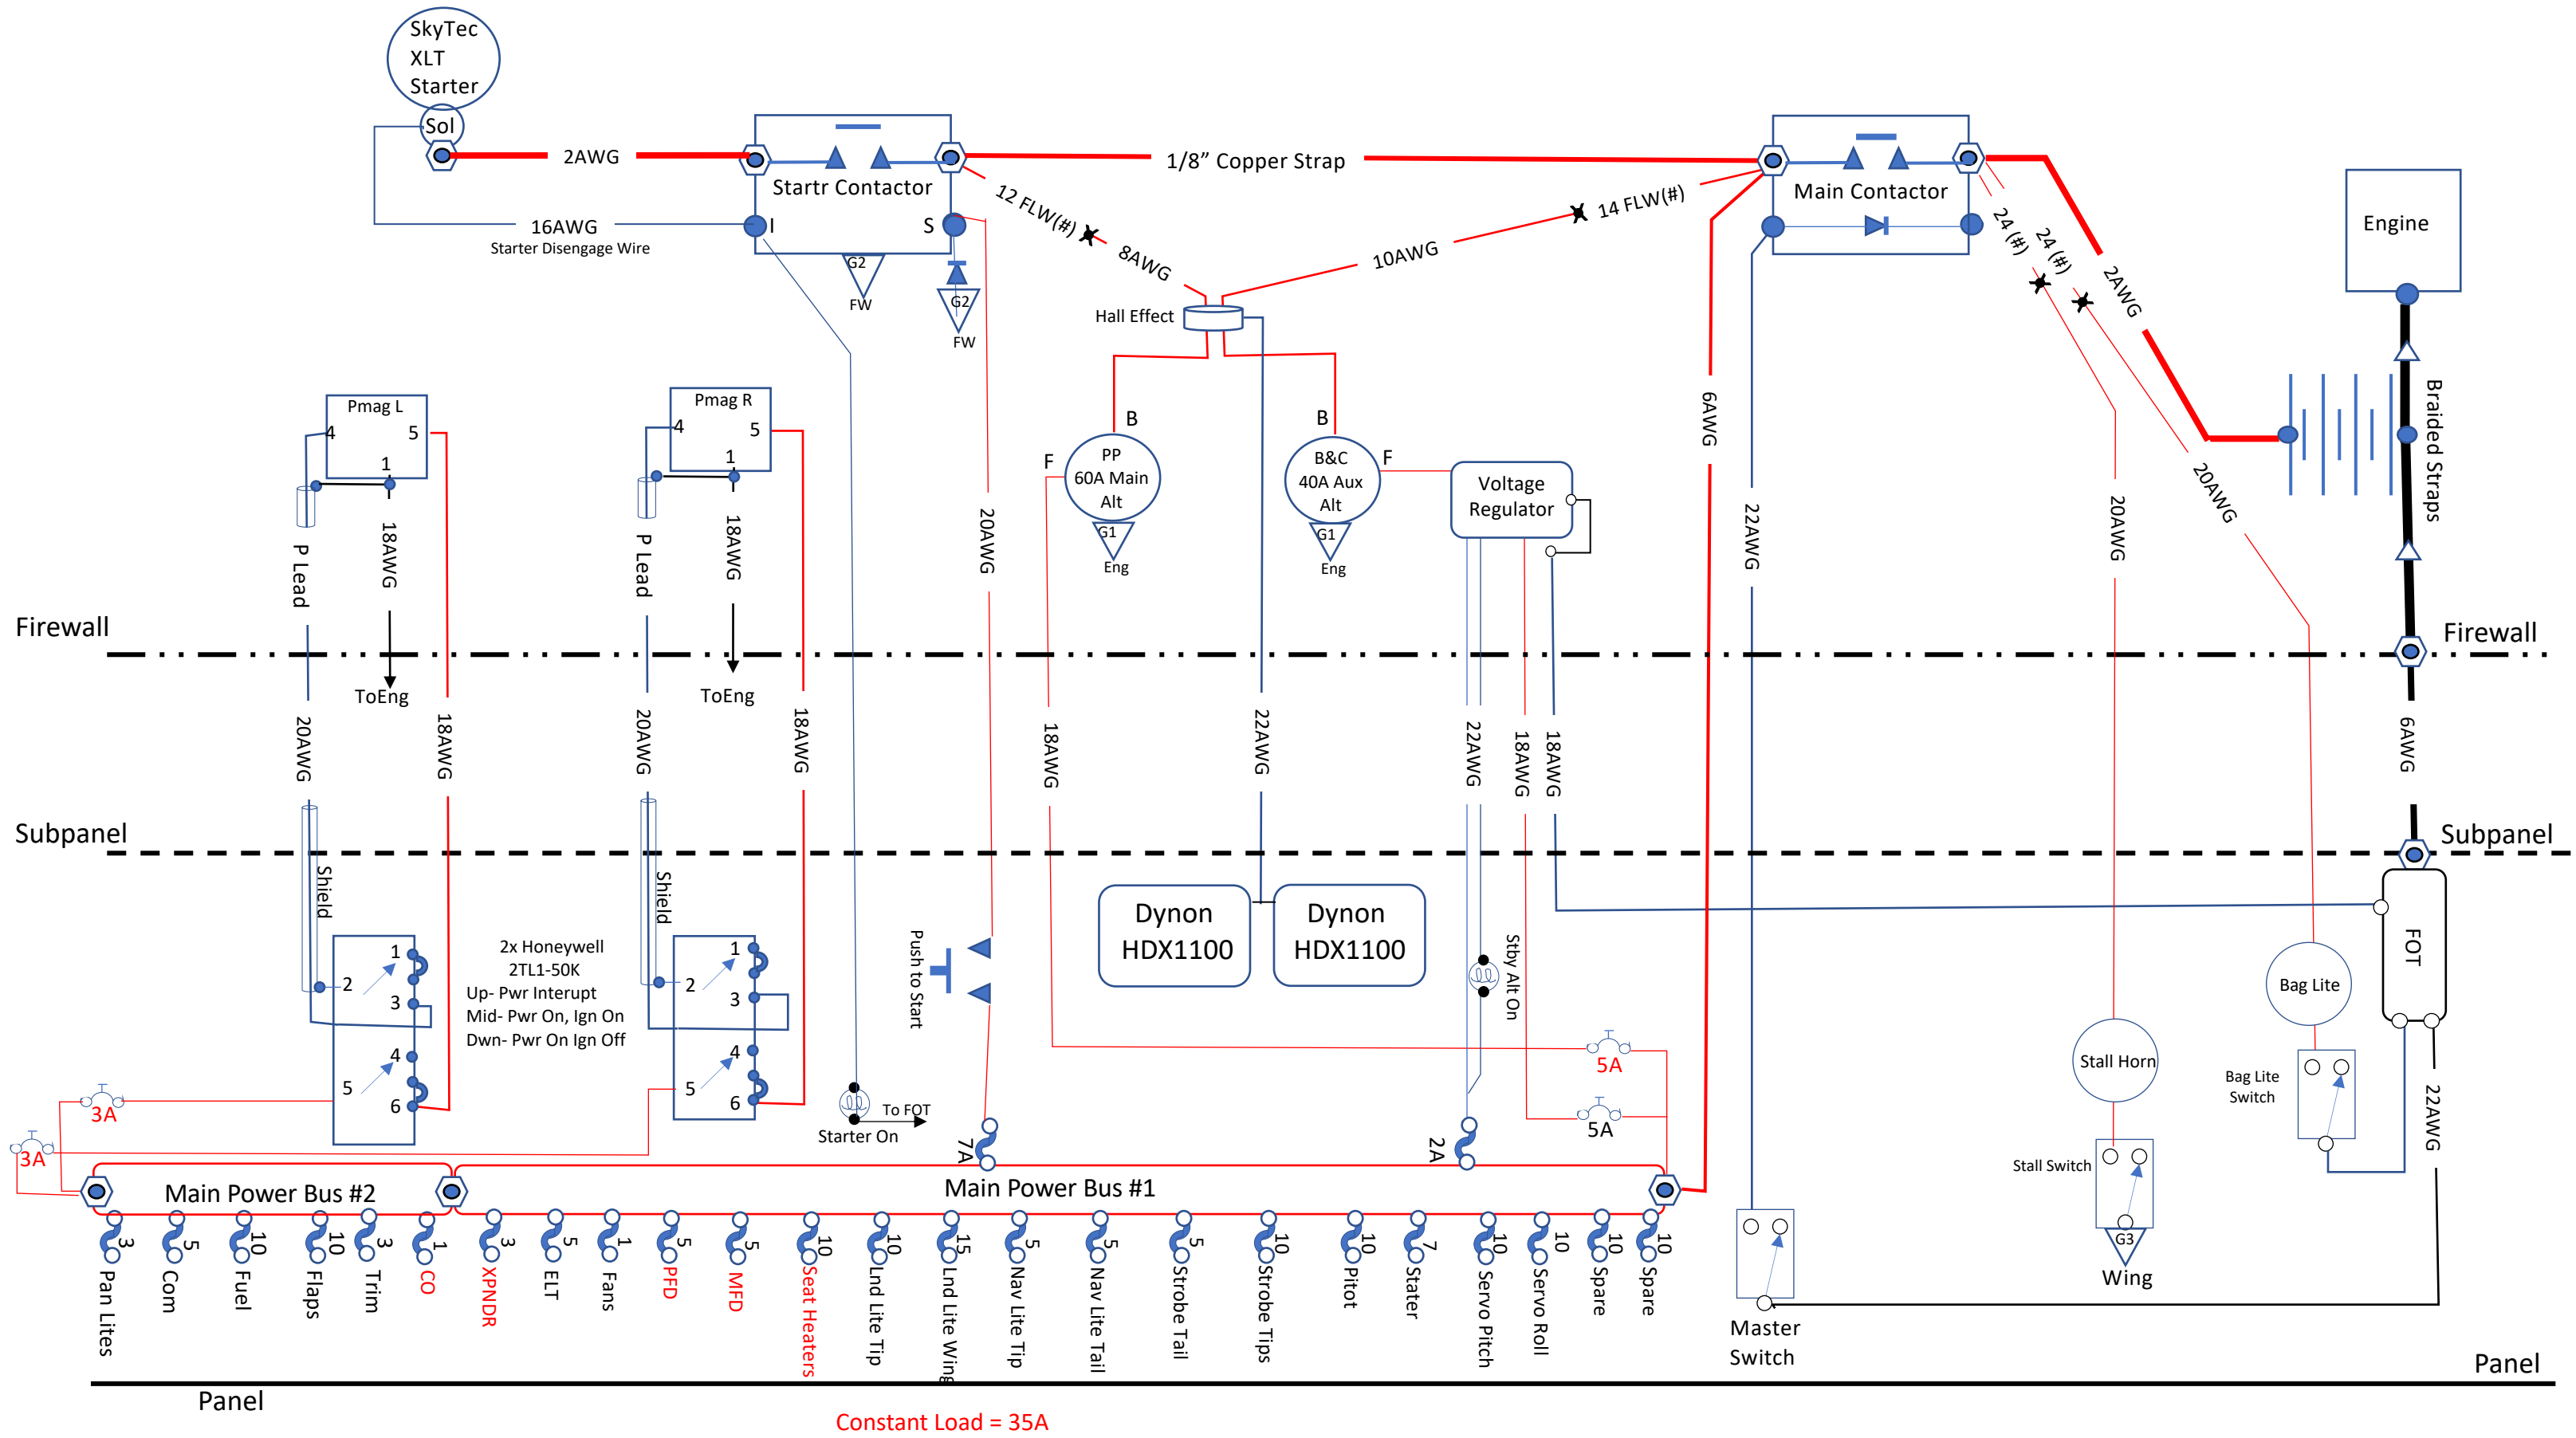 SkyTec
XLT
Starter
Sol
2AWG
Startr Contactor
1/8” Copper Strap
Main Contactor
Engine
16AWG
Starter Disengage Wire
I
S
G2
FW
G2
FW
12 FLW(#)
8AWG
10AWG
14 FLW(#)
24 (#)
24 (#)
2AWG
Hall Effect
Braided Straps
6AWG
Pmag L
4
5
1
Pmag R
4
5
1
B
F
PP
60A Main
Alt
G1
Eng
B
F
B&C
40A Aux
Alt
G1
Eng
Voltage
Regulator
P Lead
18AWG
P Lead
18AWG
20AWG
22AWG
20AWG
20AWG
Firewall
Firewall
ToEng
ToEng
20AWG
18AWG
20AWG
18AWG
18AWG
22AWG
22AWG
18AWG
18AWG
6AWG
Subpanel
Subpanel
Shield
Shield
1
2
3
4
5
6
2x Honeywell
2TL1-50K
Up- Pwr Interupt
Mid- Pwr On, Ign On
Dwn- Pwr On Ign Off
1
2
3
4
5
6
Push to Start
Dynon
HDX1100
Dynon
HDX1100
Stby Alt On
FOT
Bag Lite
Stall Horn
Bag Lite
Switch
22AWG
3A
3A
5A
5A
To FOT
Starter On
7A
2A
Stall Switch
G3
Wing
Main Power Bus #2
Main Power Bus #1
3
5
10
10
3
1
3
5
1
5
5
10
10
15
5
5
5
10
10
7
10
10
10
10
Pan Lites
Com
Fuel
Flaps
Trim
CO
XPNDR
ELT
Fans
PFD
MFD
Seat Heaters
Lnd Lite Tip
Lnd Lite Wing
Nav Lite Tip
Nav Lite Tail
Strobe Tail
Strobe Tips
Pitot
Stater
Servo Pitch
Servo Roll
Spare
Spare
Master
Switch
Panel
Panel
Constant Load = 35A